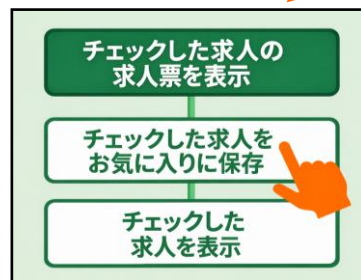 チェックした求人の
求人票を表示
チェックした求人を
お気に入りに保存
チェックした
求人を表示